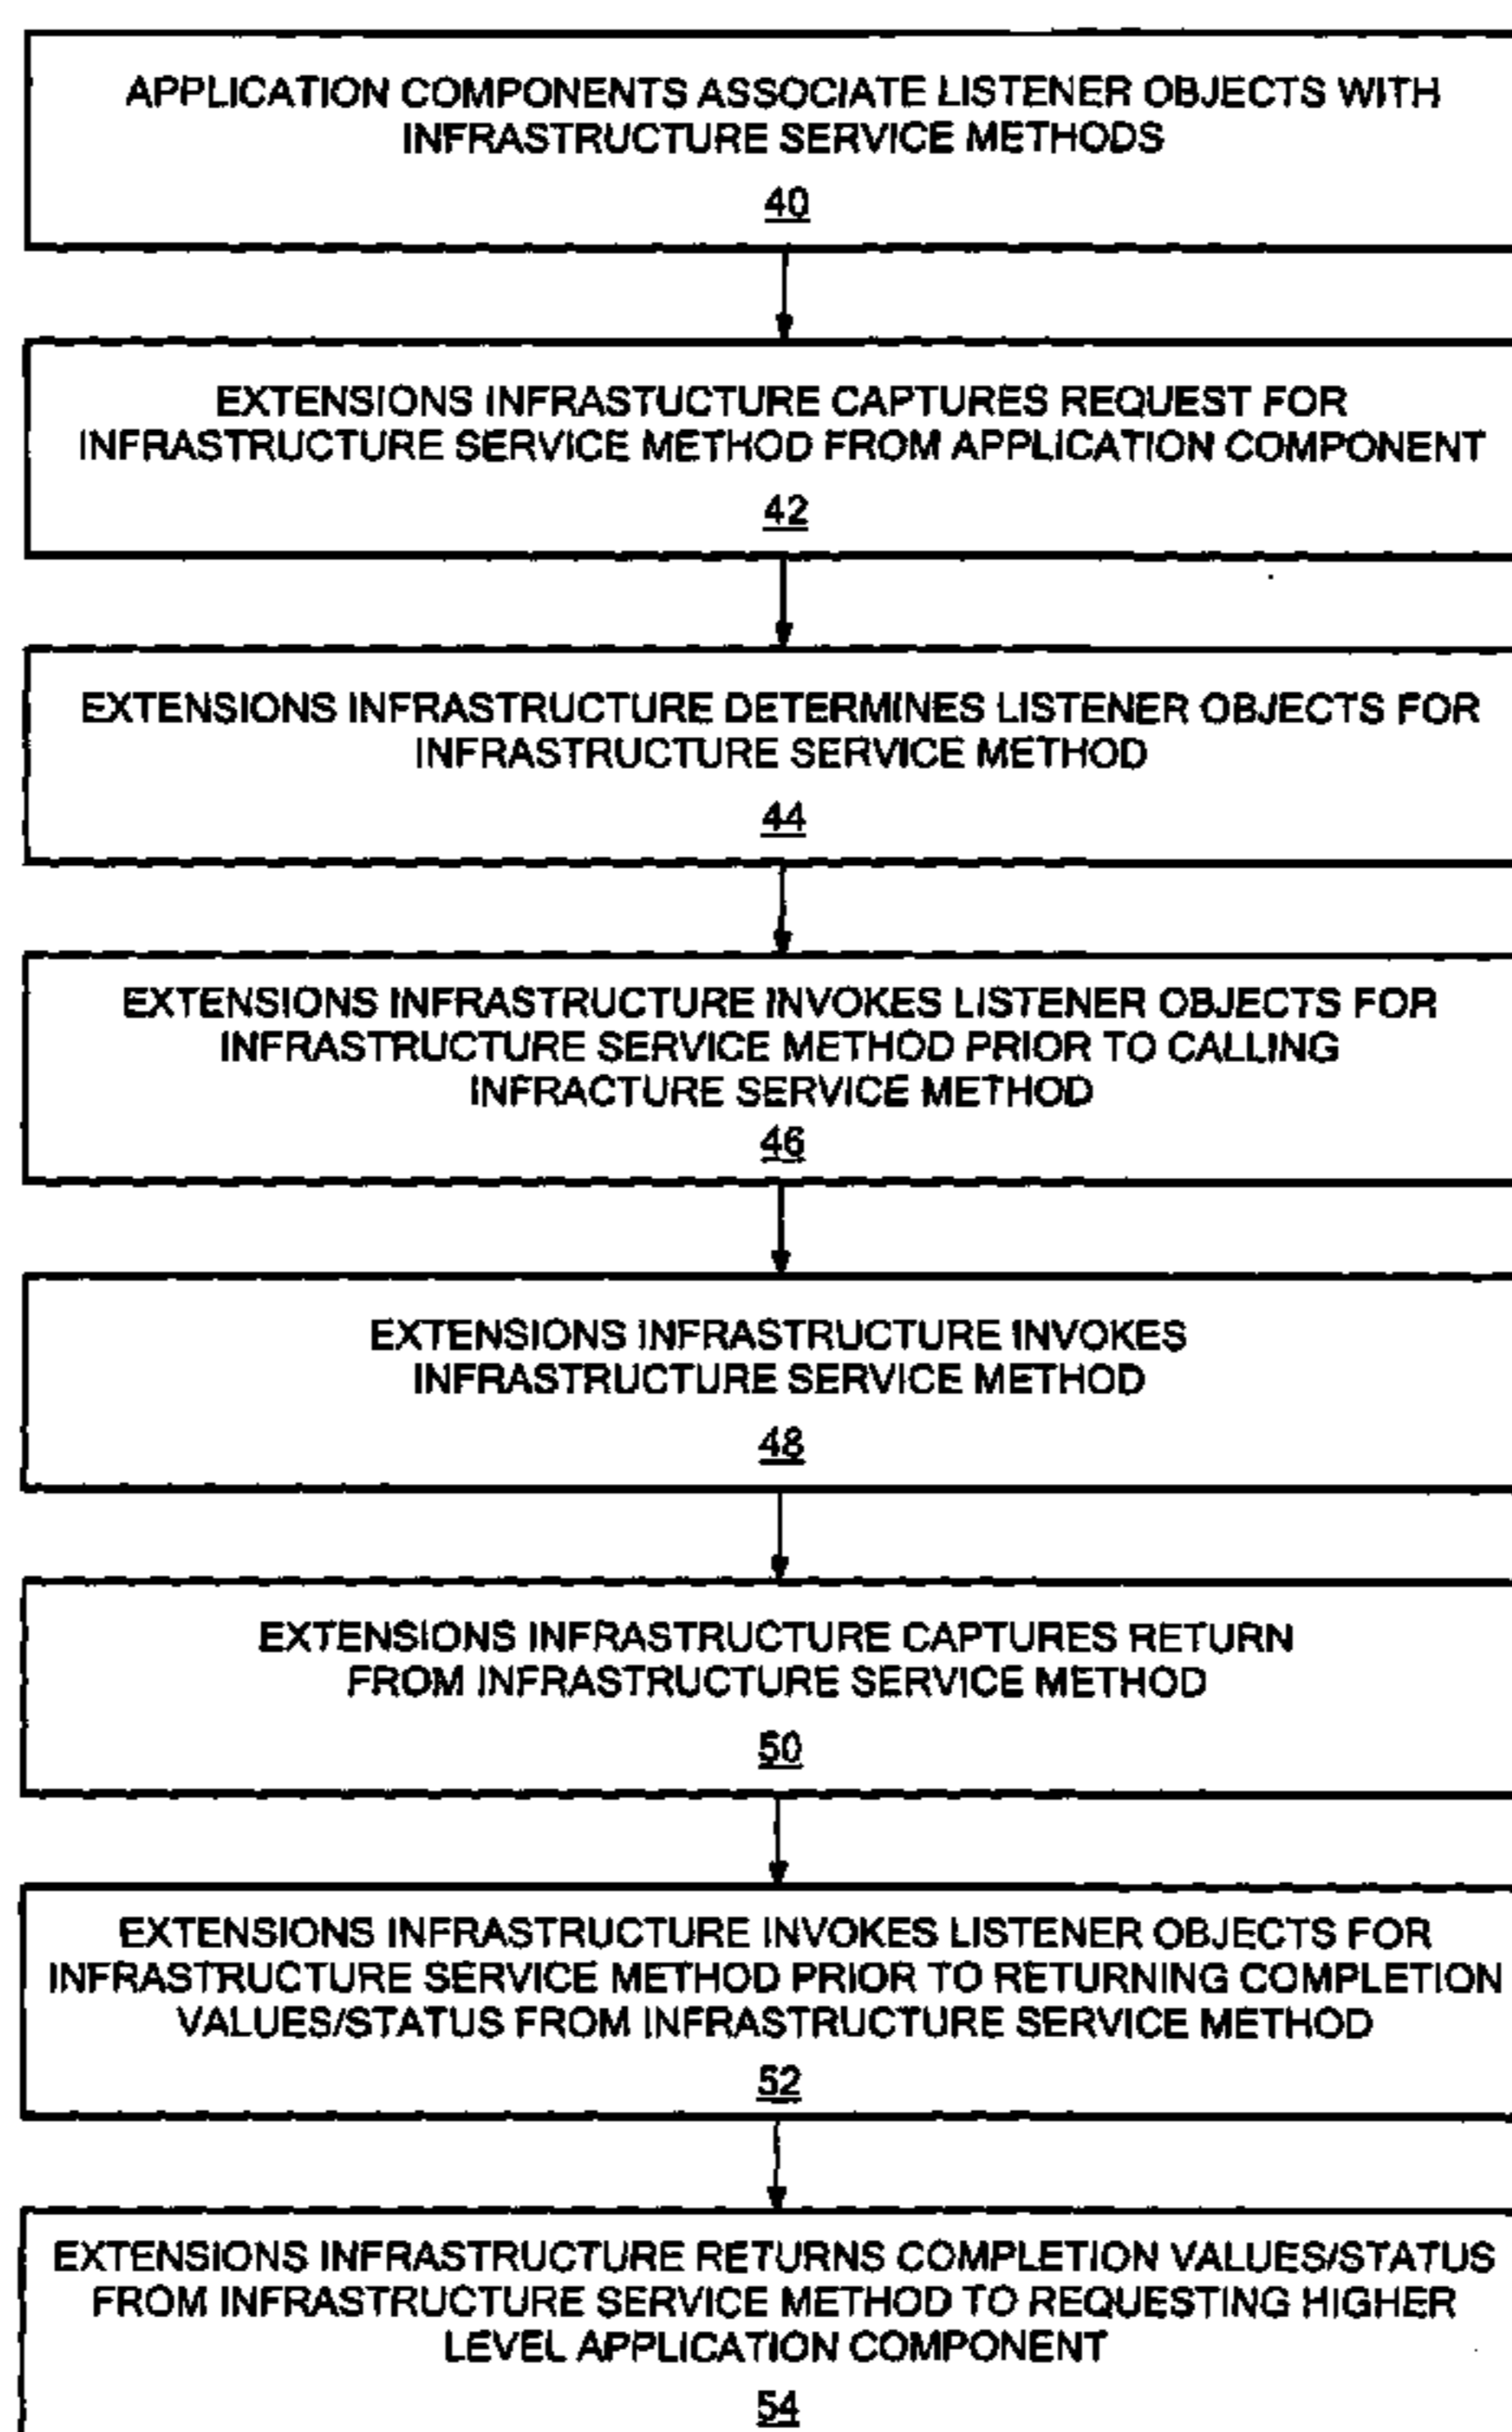 APPLICATION COMPONENTS ASSOCIATE LISTENER OBJECTS WITH
INFRASTRUCTURE SERVICE METHODS
40
EXTENSIONS INFRASTUCTURE CAPTURES REQUEST FOR
INFRASTRUCTURE SERVICE METHOD FROM APPLICATION COMPONENT
42
EXTENSIONS INFRASTRUCTURE DETERMINES LISTENER OBJECTS FOR
INFRASTRUCTURE SERVICE METHOD
44
EXTENSIONS INFRASTRUCTURE INVOKES LISTENER OBJECTS FOR
INFRASTRUCTURE SERVICE METHOD PRIOR TO CALLING
INFRACTURE SERVICE METHOD
46
EXTENSIONS INFRASTRUCTURE INVOKES
INFRASTRUCTURE SERVICE METHOD
48
EXTENSIONS INFRASTRUCTURE CAPTURES RETURN
FROM INFRASTRUCTURE SERVICE METHOD
50
EXTENSIONS INFRASTRUCTURE INVOKES LISTENER OBJECTS FOR
INFRASTRUCTURE SERVICE METHOD PRIOR TO RETURNING COMPLETION
VALUES/STATUS FROM INFRASTRUCTURE SERVICE METHOD
52
EXTENSIONS INFRASTRUCTURE RETURNS COMPLETION VALUES/STATUS
FROM INFRASTRUCTURE SERVICE METHOD TO REQUESTING HIGHER
LEVEL APPLICATION COMPONENT
54